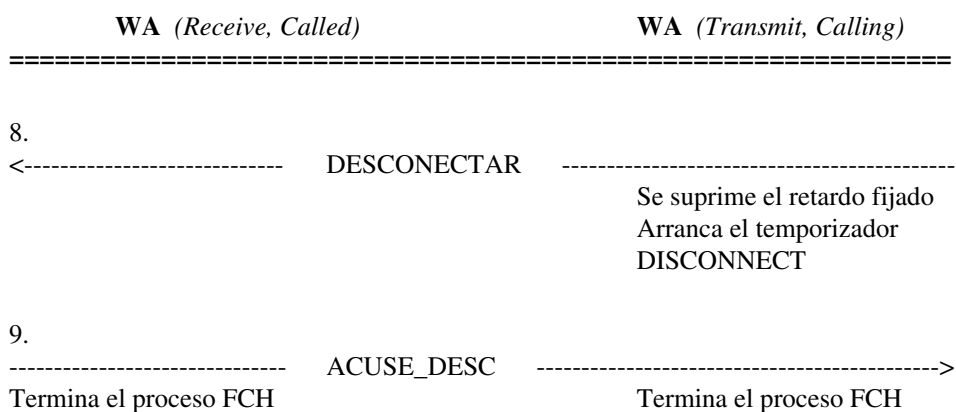 WA (Receive, Called) WA (Transmit, Calling)
==============================================================
8.
<----------------------------- DESCONECTAR --------------------------------------------
Se suprime el retardo fijado
Arranca el temporizador
DISCONNECT
9.
------------------------------- ACUSE_DESC --------------------------------------------->
Termina el proceso FCH Termina el proceso FCH